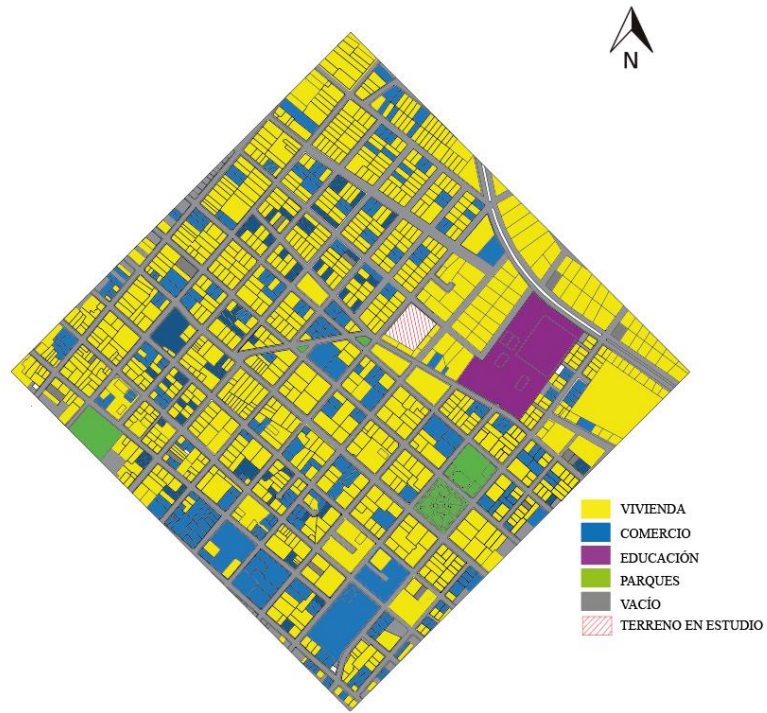 N
VIVIENDA
COMERCIO
EDUCACIÓN
PARQUES
VACÍO
TERRENO EN ESTUDIO